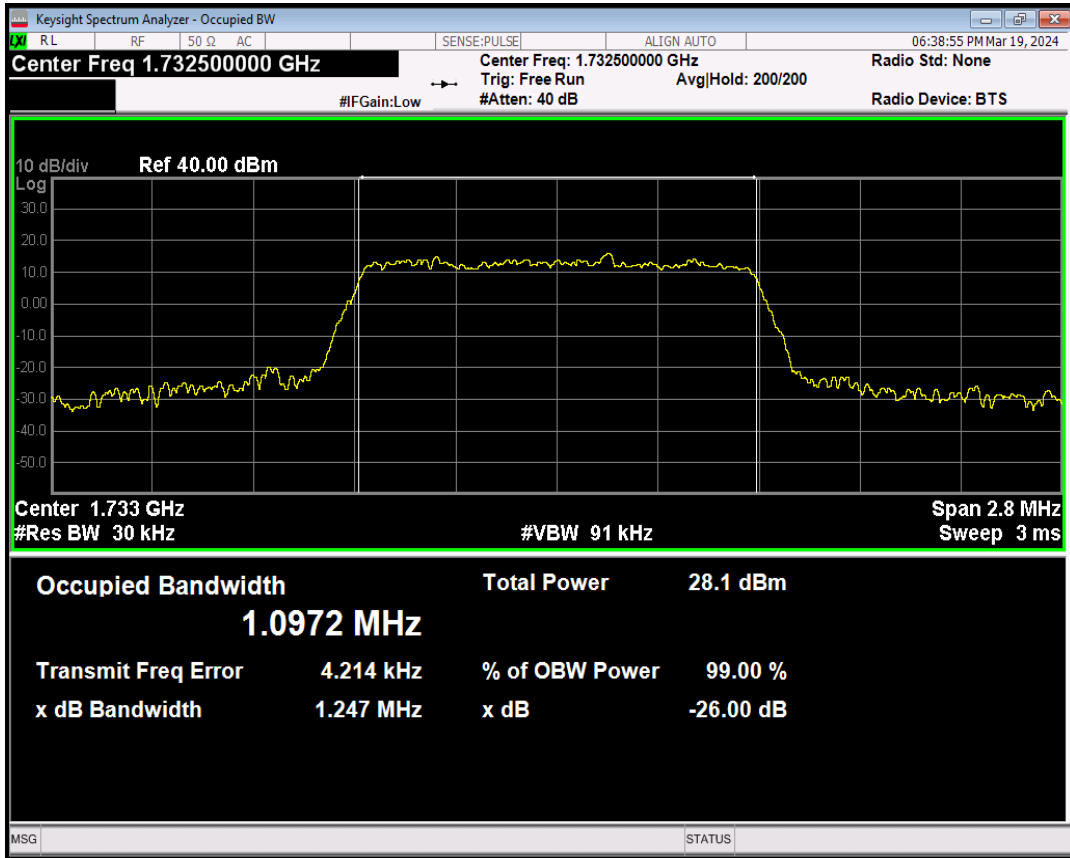 Keysight Spectrum Analyzer - Occupied BW
LXI RL RF 50 Ω AC SENSE:PULSE ALIGN AUTO 06:38:55 PM Mar 19, 2024
Center Freq 1.732500000 GHz Center Freq: 1.732500000 GHz Radio Std: None
Trig: Free Run Avg|Hold: 200/200
#IFGain:Low #Atten: 40 dB Radio Device: BTS
10 dB/div Ref 40.00 dBm
Log
30.0
20.0
10.0
0.00
-10.0
-20.0
-30.0
-40.0
-50.0
Center 1.733 GHz Span 2.8 MHz
#Res BW 30 kHz #VBW 91 kHz Sweep 3 ms
Occupied Bandwidth Total Power 28.1 dBm
1.0972 MHz
Transmit Freq Error 4.214 kHz % of OBW Power 99.00 %
x dB Bandwidth 1.247 MHz x dB -26.00 dB
MSG STATUS